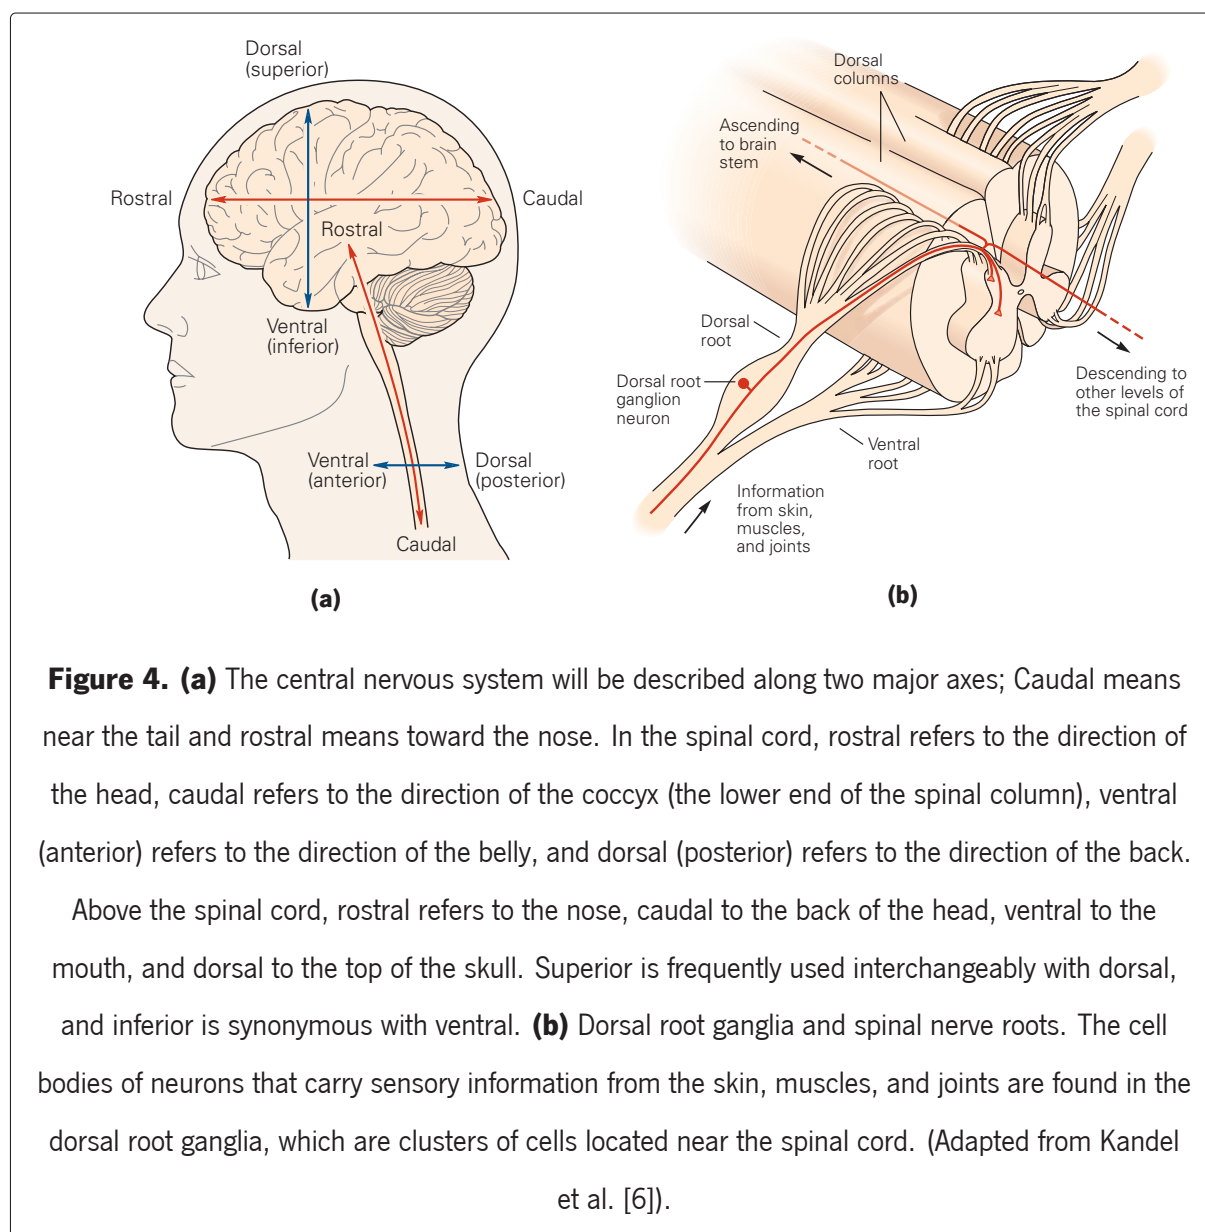 Dorsal
(superior)
Rostral
Caudal
Rostral
Ventral
(inferior)
Ventral
(anterior)
Dorsal
(posterior)
Caudal
(a)
Dorsal
columns
Ascending
to brain
stem
Dorsal
root
Dorsal root
ganglion
neuron
Descending to
other levels of
the spinal cord
Ventral
root
Information
from skin,
muscles,
and joints
(b)
Figure 4. (a) The central nervous system will be described along two major axes; Caudal means
near the tail and rostral means toward the nose. In the spinal cord, rostral refers to the direction of
the head, caudal refers to the direction of the coccyx (the lower end of the spinal column), ventral
(anterior) refers to the direction of the belly, and dorsal (posterior) refers to the direction of the back.
Above the spinal cord, rostral refers to the nose, caudal to the back of the head, ventral to the
mouth, and dorsal to the top of the skull. Superior is frequently used interchangeably with dorsal,
and inferior is synonymous with ventral. (b) Dorsal root ganglia and spinal nerve roots. The cell
bodies of neurons that carry sensory information from the skin, muscles, and joints are found in the
dorsal root ganglia, which are clusters of cells located near the spinal cord. (Adapted from Kandel
et al. [6]).